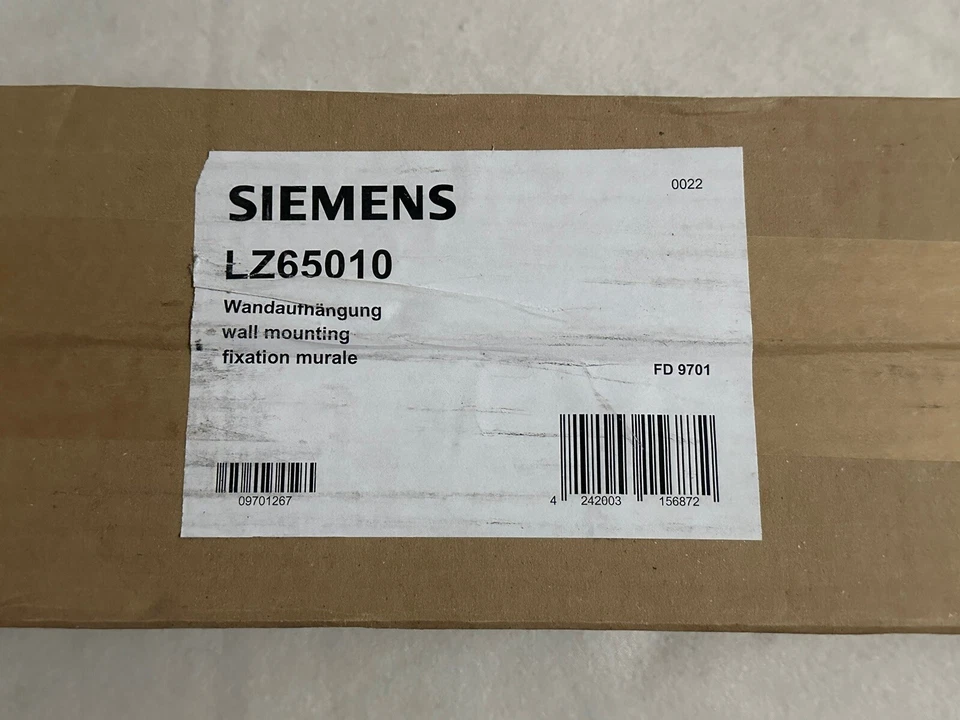 SIEMENS
0022
LZ65010
Wandaufhängung
wall mounting
fixation murale
FD 9701
09701267
4 242003 156872